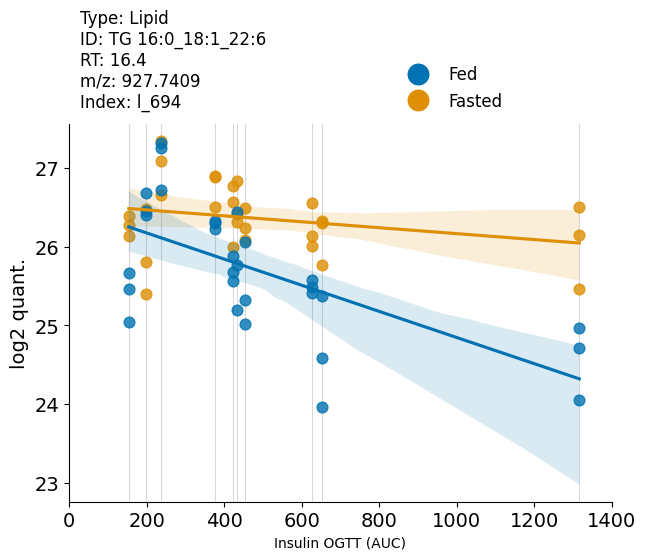 Type: Lipid
ID: TG 16:0_18:1_22:6
RT: 16.4
m/z: 927.7409
Index: l_694
Fed
Fasted
27
26
25
24
23
log2 quant.
0 200 400 600 800 1000 1200 1400
Insulin OGTT (AUC)